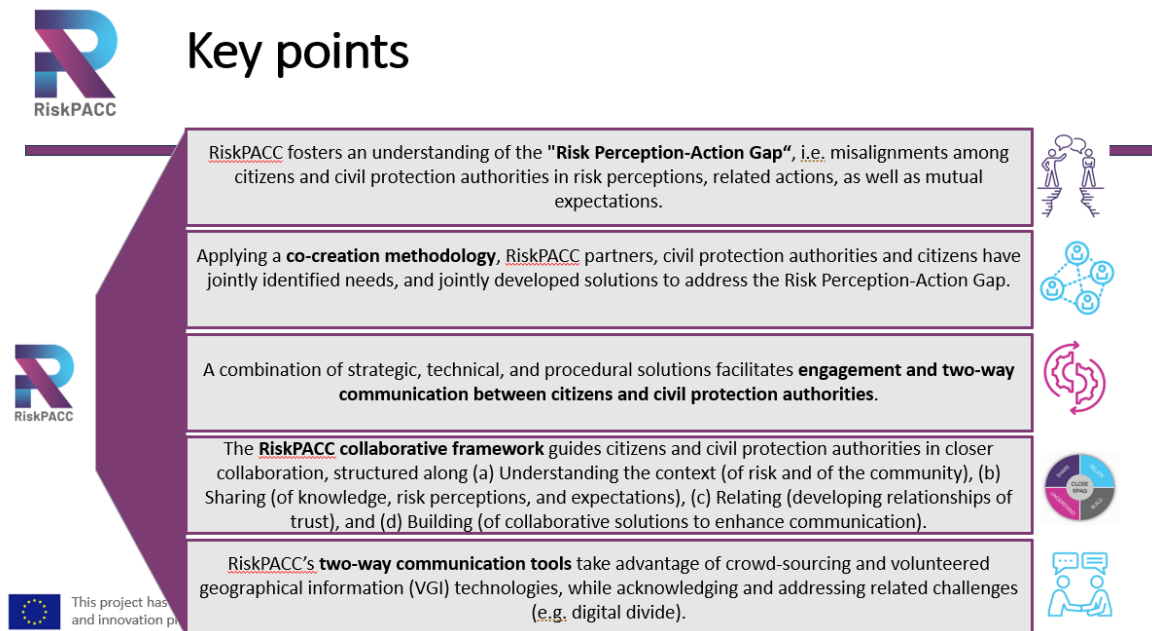 RiskPACC
Key points
RiskPACC fosters an understanding of the "Risk Perception-Action Gap“, i.e. misalignments among
citizens and civil protection authorities in risk perceptions, related actions, as well as mutual
expectations.
Applying a co-creation methodology, RiskPACC partners, civil protection authorities and citizens have
jointly identified needs, and jointly developed solutions to address the Risk Perception-Action Gap.
A combination of strategic, technical, and procedural solutions facilitates engagement and two-way
communication between citizens and civil protection authorities.
RiskPACC
The RiskPACC collaborative framework guides citizens and civil protection authorities in closer
collaboration, structured along (a) Understanding the context (of risk and of the community), (b)
Sharing (of knowledge, risk perceptions, and expectations), (c) Relating (developing relationships of
trust), and (d) Building (of collaborative solutions to enhance communication).
SHARE
RELATE
CLOSE
RPAG
UNDERSTAND
BUILD
RiskPACC’s two-way communication tools take advantage of crowd-sourcing and volunteered
geographical information (VGI) technologies, while acknowledging and addressing related challenges
(e.g. digital divide).
This project has
and innovation